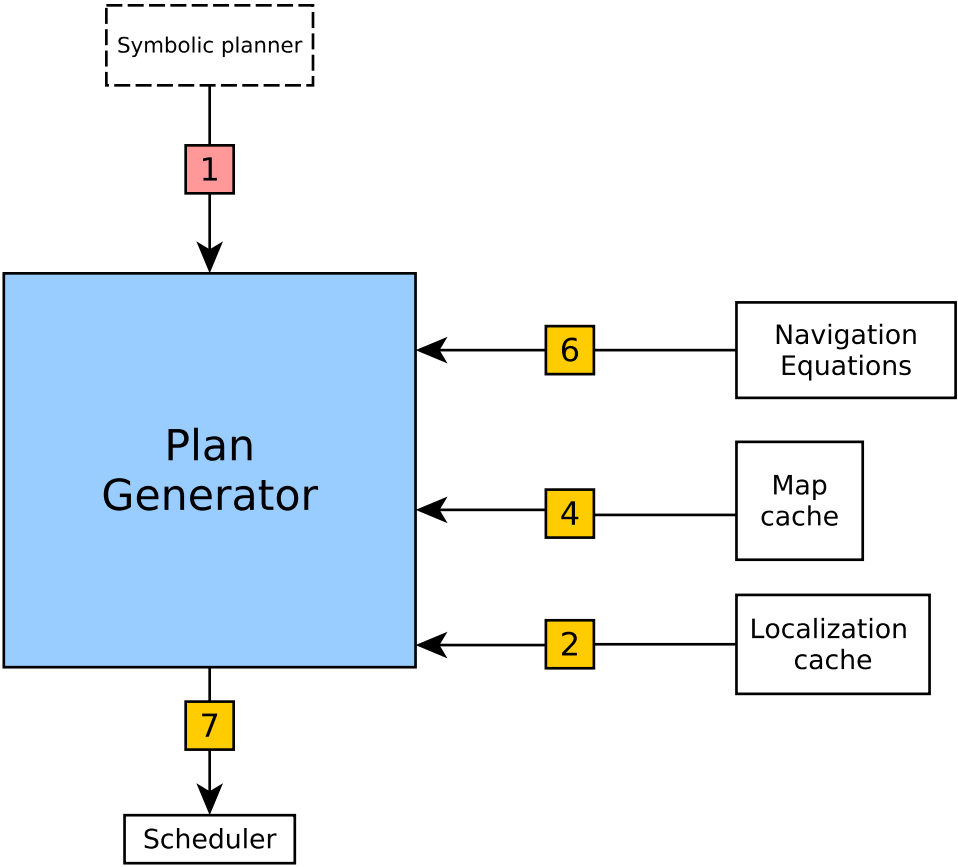 Symbolic planner
1
6
Navigation
Equations
Plan
Generator
4
Map
cache
2
Localization
cache
7
Scheduler